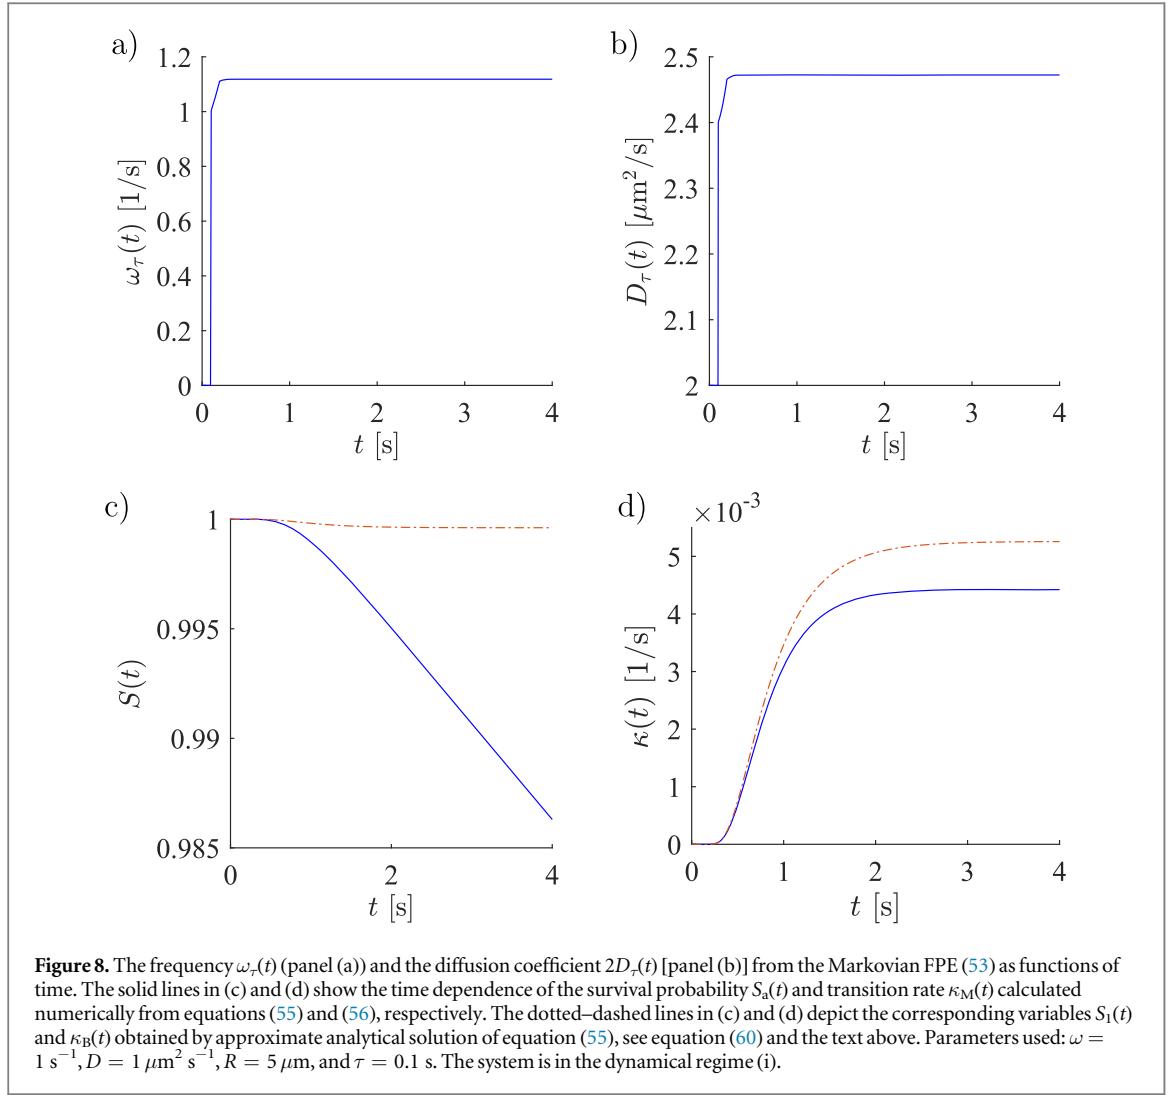 a)
1.2
1
0.8
0.6
0.4
0.2
0
ω_τ(t) [1/s]
0 1 2 3 4
t [s]
b)
2.5
2.4
2.3
2.2
2.1
2
D_τ(t) [μm²/s]
0 1 2 3 4
t [s]
c)
1
0.995
0.99
0.985
S(t)
0 2 4
t [s]
d)
×10⁻³
5
4
3
2
1
0
κ(t) [1/s]
0 1 2 3 4
t [s]
Figure 8. The frequency ω_τ(t) (panel (a)) and the diffusion coefficient 2D_τ(t) [panel (b)] from the Markovian FPE (53) as functions of
time. The solid lines in (c) and (d) show the time dependence of the survival probability S_a(t) and transition rate κ_M(t) calculated
numerically from equations (55) and (56), respectively. The dotted–dashed lines in (c) and (d) depict the corresponding variables S_1(t)
and κ_B(t) obtained by approximate analytical solution of equation (55), see equation (60) and the text above. Parameters used: ω =
1 s⁻¹, D = 1 μm² s⁻¹, R = 5 μm, and τ = 0.1 s. The system is in the dynamical regime (i).